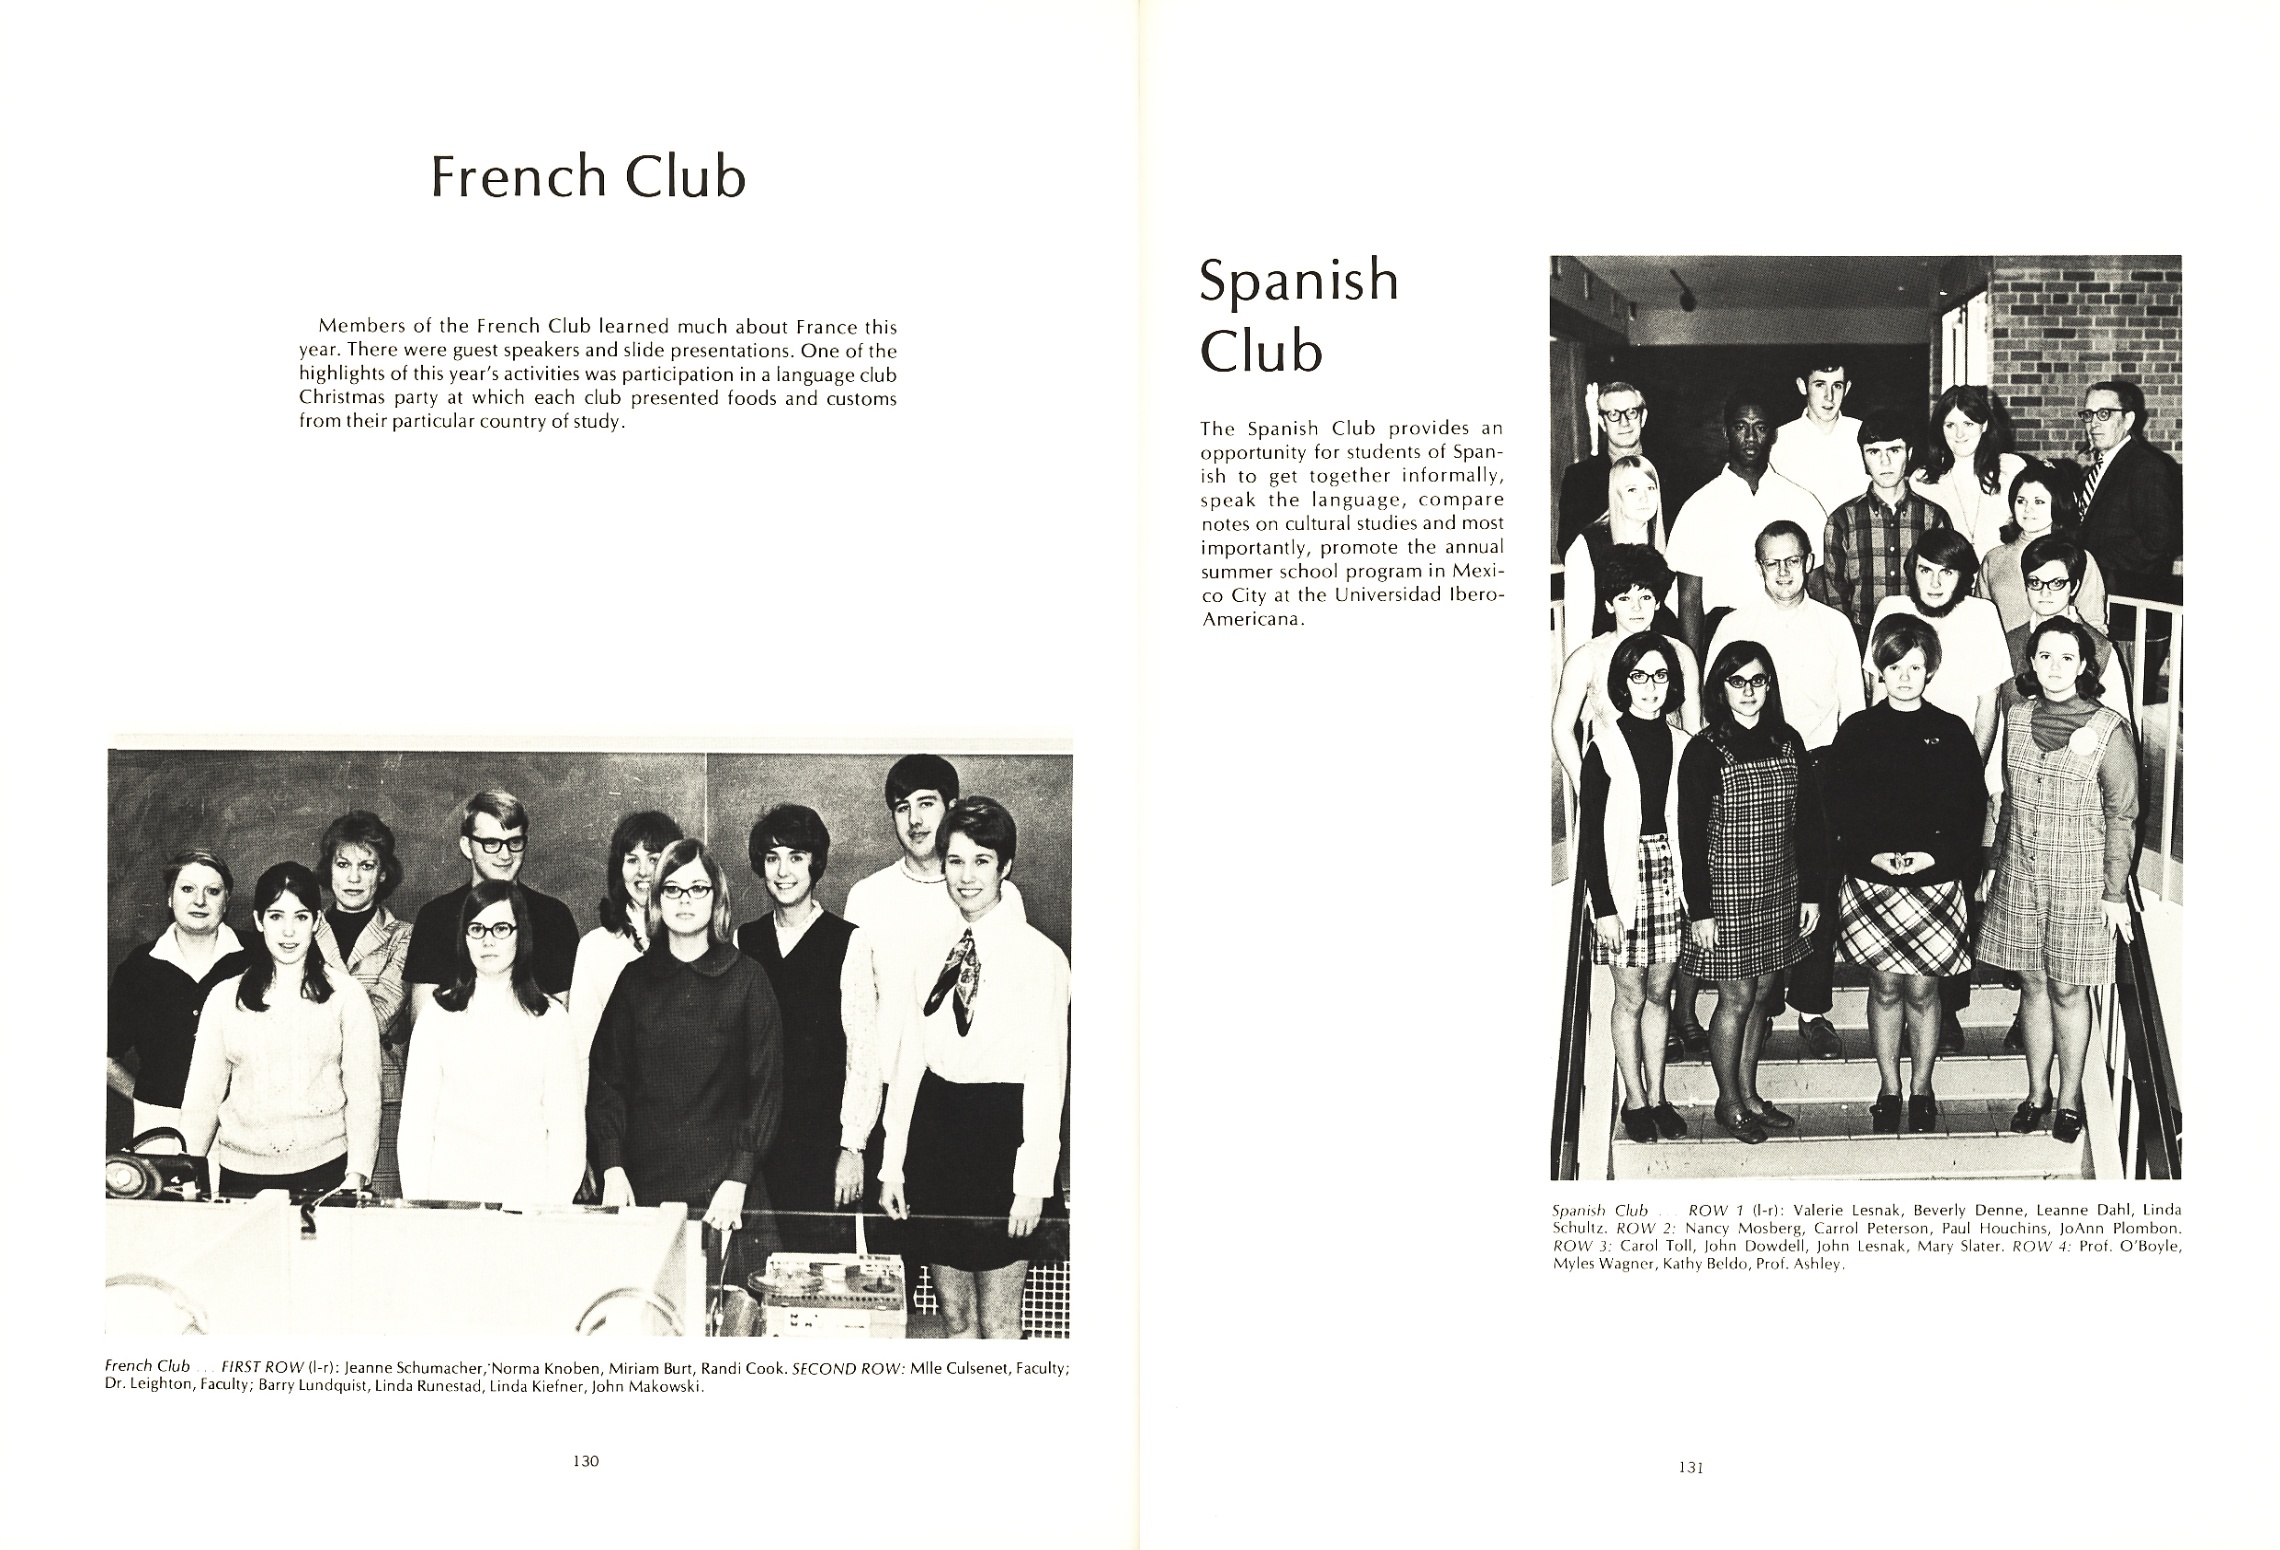 French Club
Members of the French Club learned much about France this
year. There were guest speakers and slide presentations. One of the
highlights of this year's activities was participation in a language club
Christmas party at which each club presented foods and customs
from their particular country of study.
French Club ... FIRST ROW (l-r): Jeanne Schumacher, Norma Knoben, Miriam Burt, Randi Cook. SECOND ROW: Mlle Culsenet, Faculty;
Dr. Leighton, Faculty; Barry Lundquist, Linda Runestad, Linda Kiefner, John Makowski.
130
Spanish
Club
The Spanish Club provides an
opportunity for students of Span-
ish to get together informally,
speak the language, compare
notes on cultural studies and most
importantly, promote the annual
summer school program in Mexi-
co City at the Universidad Ibero-
Americana.
Spanish Club ... ROW 1 (l-r): Valerie Lesnak, Beverly Denne, Leanne Dahl, Linda
Schultz. ROW 2: Nancy Mosberg, Carrol Peterson, Paul Houchins, JoAnn Plombon.
ROW 3: Carol Toll, John Dowdell, John Lesnak, Mary Slater. ROW 4: Prof. O'Boyle,
Myles Wagner, Kathy Beldo, Prof. Ashley.
131